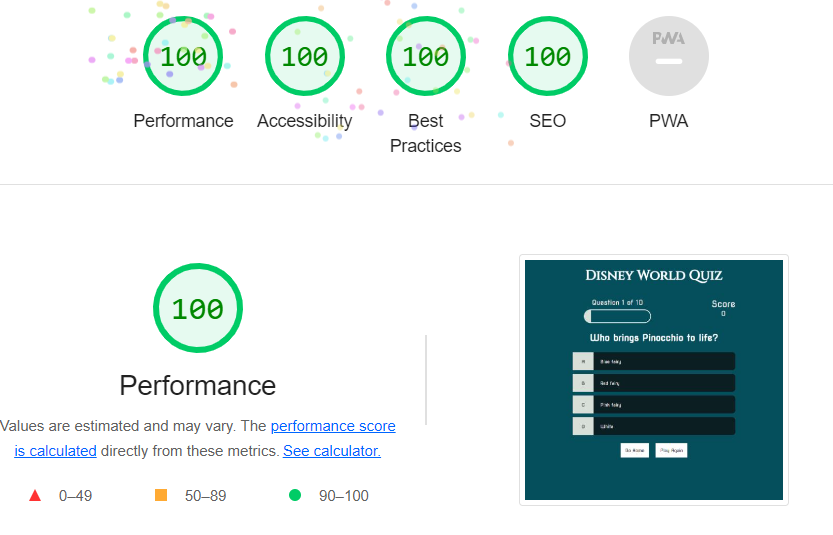 100
100
100
100
PWA
Performance
Accessibility
Best
Practices
SEO
PWA
100
Performance
Values are estimated and may vary. The performance score
is calculated directly from these metrics. See calculator.
0–49
50–89
90–100
Disney World Quiz
Question 1 of 10
Score
0
Who brings Pinocchio to life?
A
Blue fairy
B
Red fairy
C
Pink fairy
D
White
Go Home
Play Again